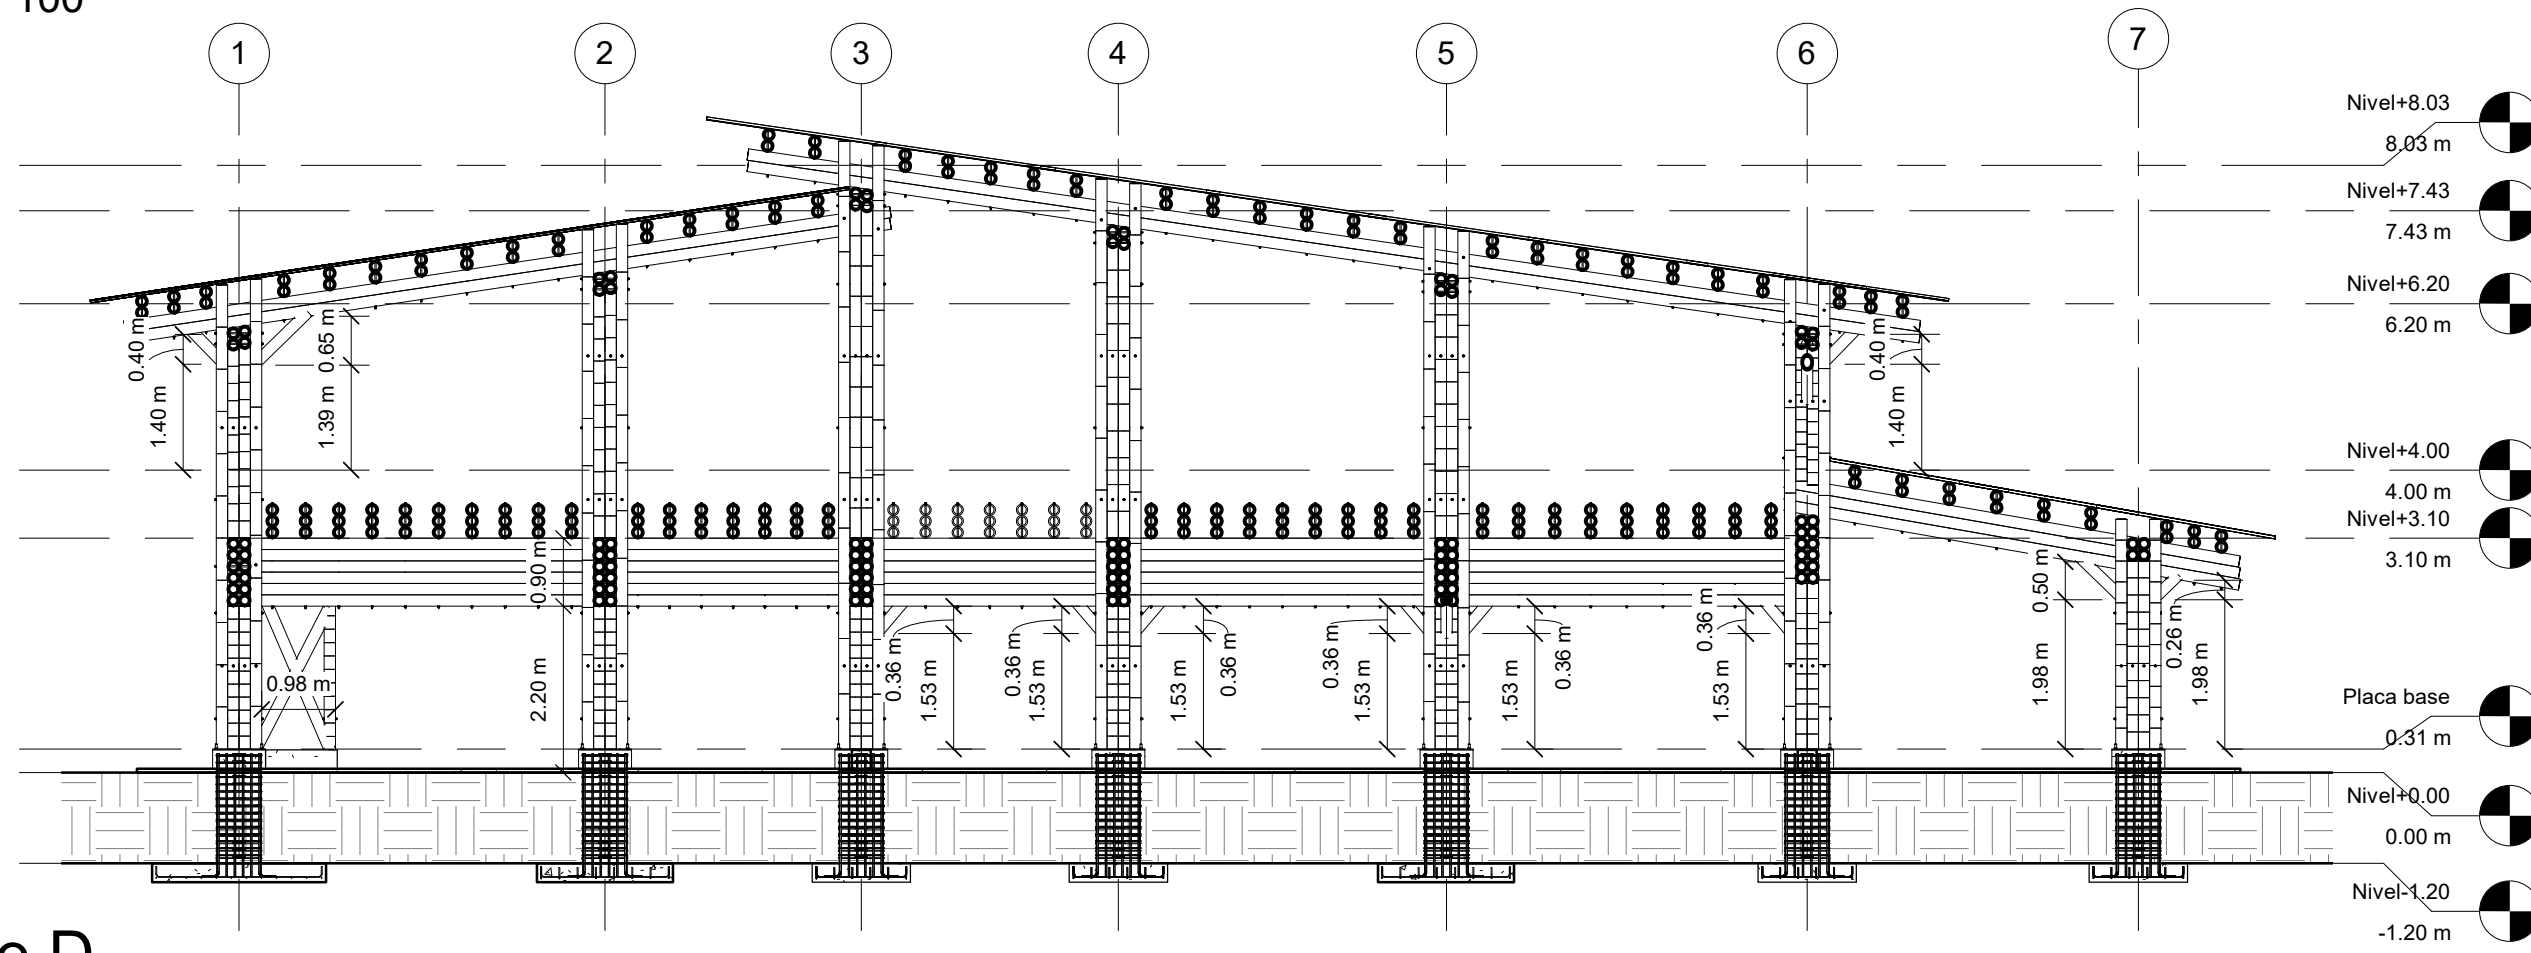 100
1 2 3 4 5 6 7
Nivel+8.03
8.03 m
Nivel+7.43
7.43 m
Nivel+6.20
6.20 m
0.40 m
0.65 m
0.40 m
1.40 m
1.39 m
1.40 m
Nivel+4.00
4.00 m
Nivel+3.10
3.10 m
0.90 m
0.50 m
0.36 m
0.36 m
0.36 m
0.36 m
0.36 m
0.36 m
0.26 m
0.98 m
2.20 m
1.53 m
1.53 m
1.53 m
1.53 m
1.53 m
1.53 m
1.98 m
1.98 m
Placa base
0.31 m
Nivel+0.00
0.00 m
Nivel-1.20
-1.20 m
D